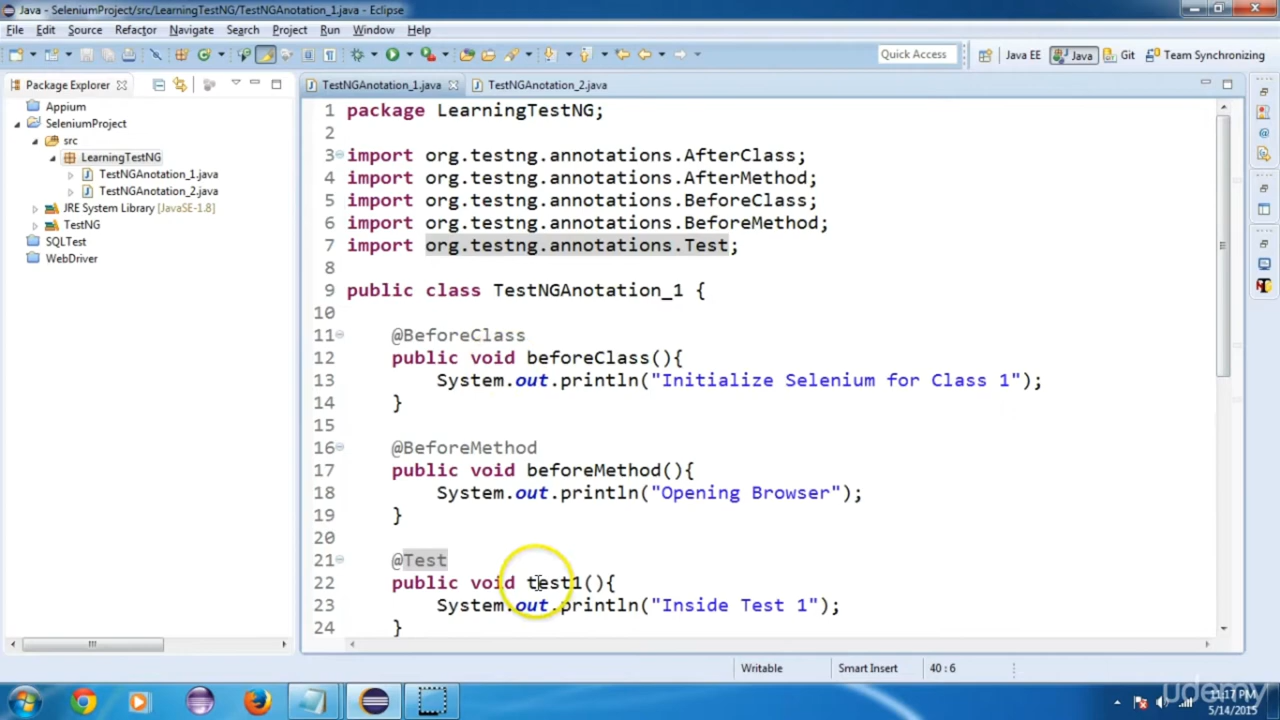 Java - SeleniumProject/src/LearningTestNG/TestNGAnotation_1.java - Eclipse
File Edit Source Refactor Navigate Search Project Run Window Help
Quick Access
Java EE
Java
Git
Team Synchronizing
Package Explorer
Appium
SeleniumProject
src
LearningTestNG
TestNGAnotation_1.java
TestNGAnotation_2.java
JRE System Library [JavaSE-1.8]
TestNG
SQLTest
WebDriver
TestNGAnotation_1.java
TestNGAnotation_2.java
1 package LearningTestNG;
2
3 import org.testng.annotations.AfterClass;
4 import org.testng.annotations.AfterMethod;
5 import org.testng.annotations.BeforeClass;
6 import org.testng.annotations.BeforeMethod;
7 import org.testng.annotations.Test;
8
9 public class TestNGAnotation_1 {
10
11 @BeforeClass
12 public void beforeClass(){
13 System.out.println("Initialize Selenium for Class 1");
14 }
15
16 @BeforeMethod
17 public void beforeMethod(){
18 System.out.println("Opening Browser");
19 }
20
21 @Test
22 public void test1(){
23 System.out.println("Inside Test 1");
24 }
Writable
Smart Insert
40 : 6
udemy
11:17 PM
5/14/2015